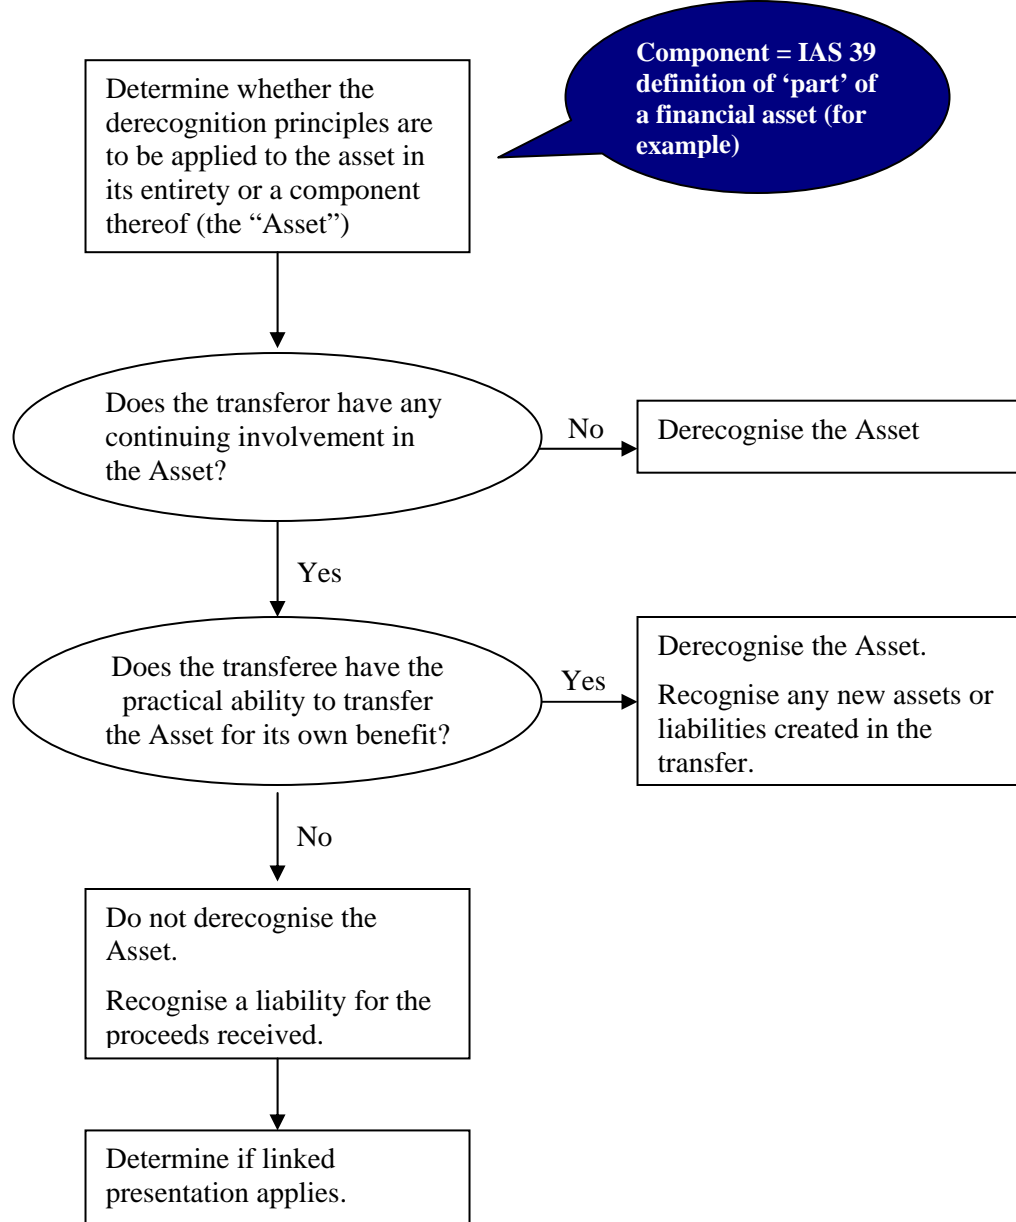 Component = IAS 39
definition of ‘part’ of
a financial asset (for
example)
Determine whether the
derecognition principles are
to be applied to the asset in
its entirety or a component
thereof (the “Asset”)
Does the transferor have any
continuing involvement in
the Asset?
No
Derecognise the Asset
Yes
Does the transferee have the
practical ability to transfer
the Asset for its own benefit?
Yes
Derecognise the Asset.
Recognise any new assets or
liabilities created in the
transfer.
No
Do not derecognise the
Asset.
Recognise a liability for the
proceeds received.
Determine if linked
presentation applies.